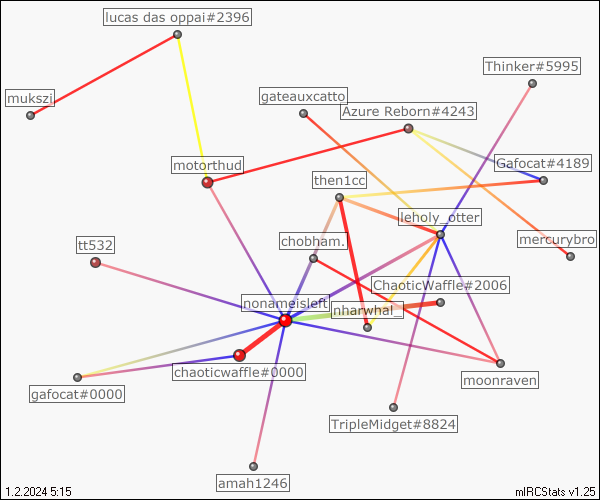 lucas das oppai#2396
Thinker#5995
mukszi
gateauxcatto
Azure Reborn#4243
motorthud
Gafocat#4189
then1cc
leholy_otter
tt532
chobham.
mercurybro
ChaoticWaffle#2006
nonameisleft
nharwhal_
chaoticwaffle#0000
moonraven
gafocat#0000
TripleMidget#8824
amah1246
1.2.2024 5:15
mIRCStats v1.25